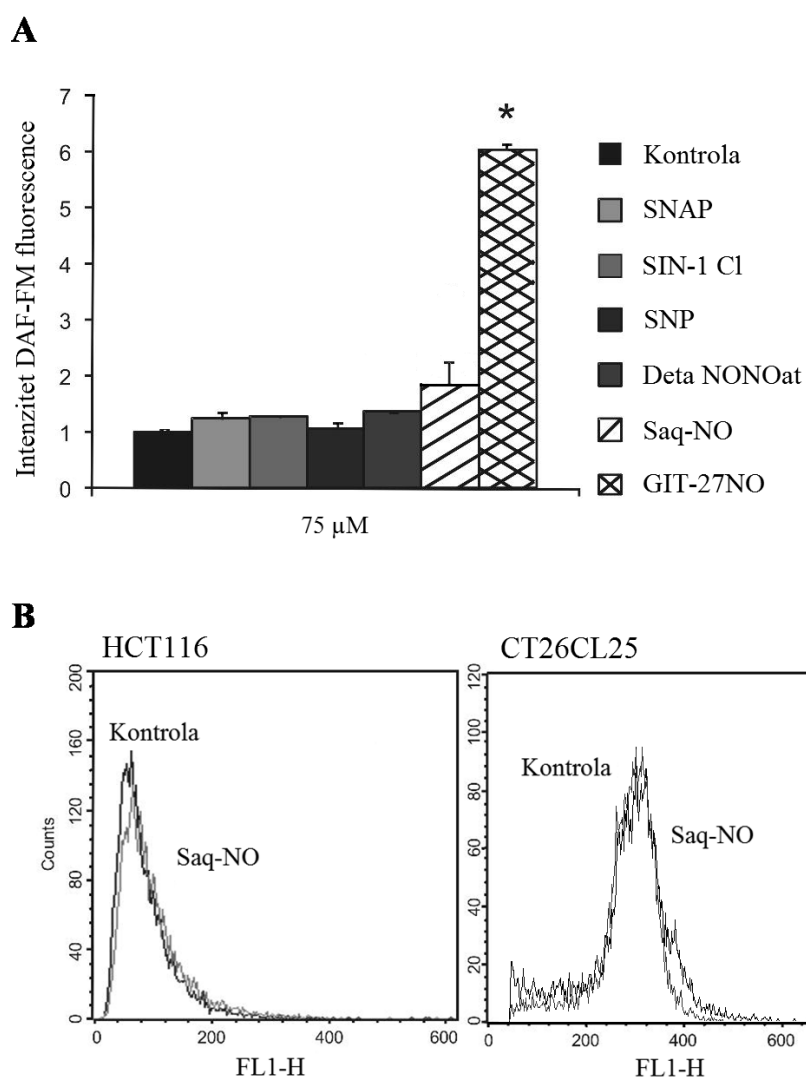 A
Intenzitet DAF-FM fluorescence
7
6
5
4
3
2
1
0
*
75 µM
Kontrola
SNAP
SIN-1 Cl
SNP
Deta NONOat
Saq-NO
GIT-27NO
B
HCT116
Counts
200
160
120
80
40
0
Kontrola
Saq-NO
0 200 400 600
FL1-H
CT26CL25
120
100
80
60
40
20
0
Kontrola
Saq-NO
0 200 400 600
FL1-H